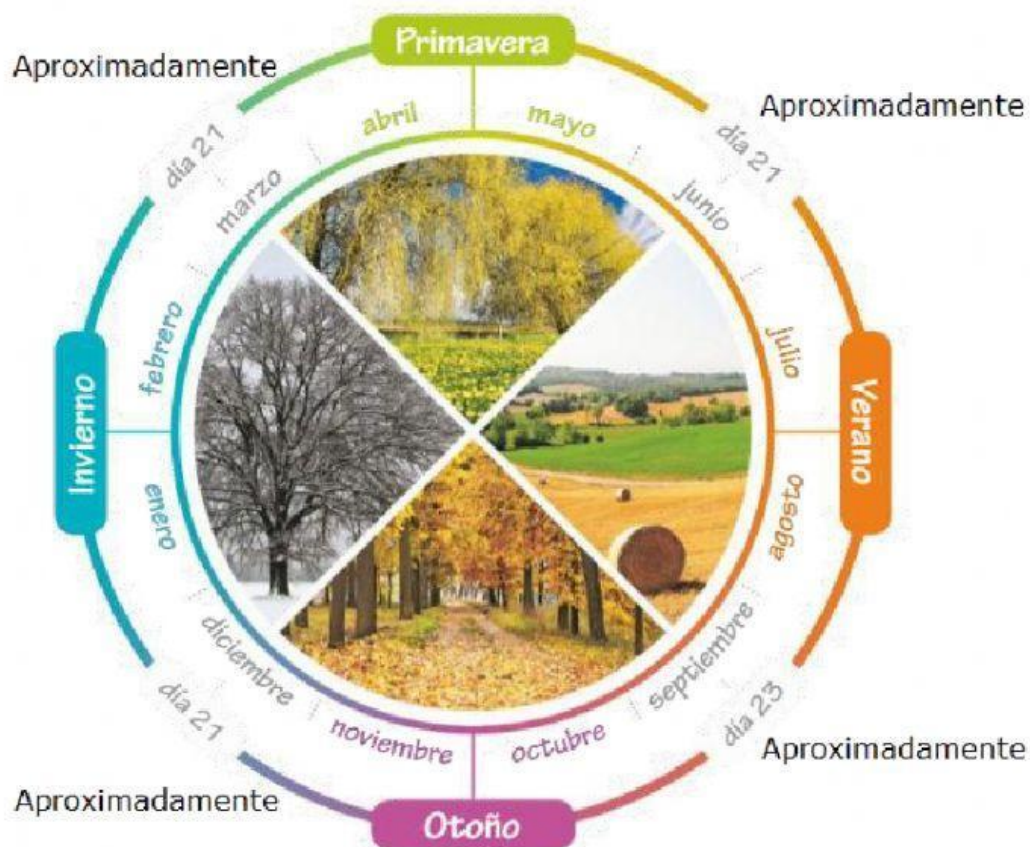 Primavera
Aproximadamente
Aproximadamente
abril
mayo
día 21
día 21
marzo
junio
febrero
julio
Invierno
Verano
enero
agosto
diciembre
septiembre
día 21
día 23
noviembre
octubre
Aproximadamente
Aproximadamente
Otoño